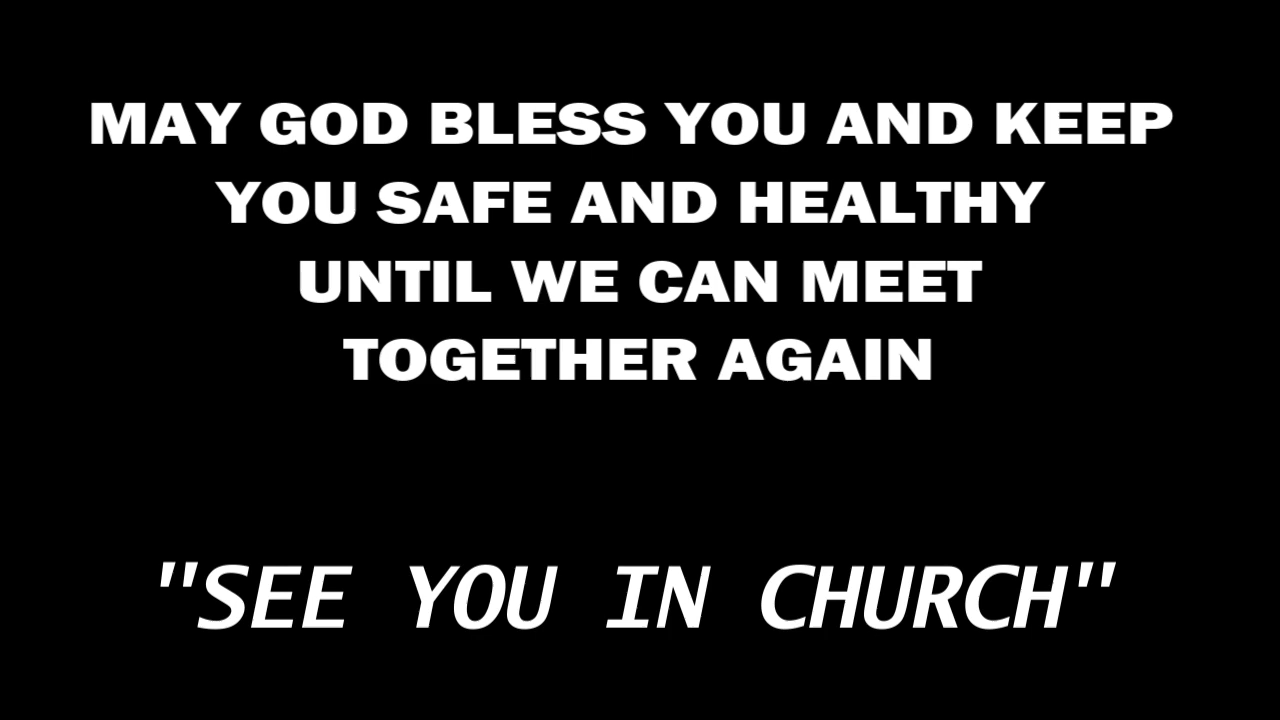 MAY GOD BLESS YOU AND KEEP
YOU SAFE AND HEALTHY
UNTIL WE CAN MEET
TOGETHER AGAIN
"SEE YOU IN CHURCH"